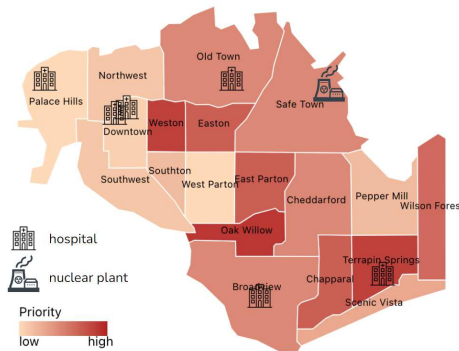 Old Town
Northwest
Palace Hills
Safe Town
Weston
Easton
Downtown
Southton
Southwest
West Parton
East Parton
Cheddarford
Pepper Mill
Wilson Fores
Oak Willow
hospital
Terrapin Springs
nuclear plant
Chapparal
Broadview
Scenic Vista
Priority
low
high